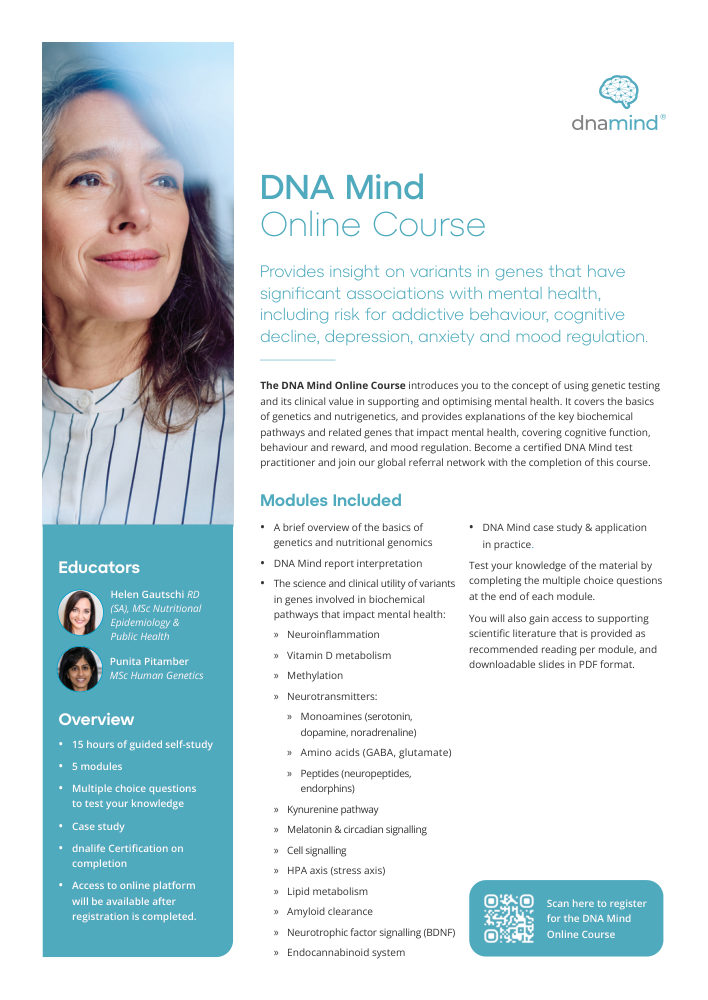 dnamind®
DNA Mind
Online Course
Provides insight on variants in genes that have
significant associations with mental health,
including risk for addictive behaviour, cognitive
decline, depression, anxiety and mood regulation.
The DNA Mind Online Course introduces you to the concept of using genetic testing
and its clinical value in supporting and optimising mental health. It covers the basics
of genetics and nutrigenetics, and provides explanations of the key biochemical
pathways and related genes that impact mental health, covering cognitive function,
behaviour and reward, and mood regulation. Become a certified DNA Mind test
practitioner and join our global referral network with the completion of this course.
Modules Included
• A brief overview of the basics of
genetics and nutritional genomics
• DNA Mind report interpretation
• The science and clinical utility of variants
in genes involved in biochemical
pathways that impact mental health:
» Neuroinflammation
» Vitamin D metabolism
» Methylation
» Neurotransmitters:
» Monoamines (serotonin,
dopamine, noradrenaline)
» Amino acids (GABA, glutamate)
» Peptides (neuropeptides,
endorphins)
» Kynurenine pathway
» Melatonin & circadian signalling
» Cell signalling
» HPA axis (stress axis)
» Lipid metabolism
» Amyloid clearance
» Neurotrophic factor signalling (BDNF)
» Endocannabinoid system
• DNA Mind case study & application
in practice.
Test your knowledge of the material by
completing the multiple choice questions
at the end of each module.
You will also gain access to supporting
scientific literature that is provided as
recommended reading per module, and
downloadable slides in PDF format.
Scan here to register
for the DNA Mind
Online Course
Educators
Helen Gautschi RD
(SA), MSc Nutritional
Epidemiology &
Public Health
Punita Pitamber
MSc Human Genetics
Overview
• 15 hours of guided self-study
• 5 modules
• Multiple choice questions
to test your knowledge
• Case study
• dnalife Certification on
completion
• Access to online platform
will be available after
registration is completed.